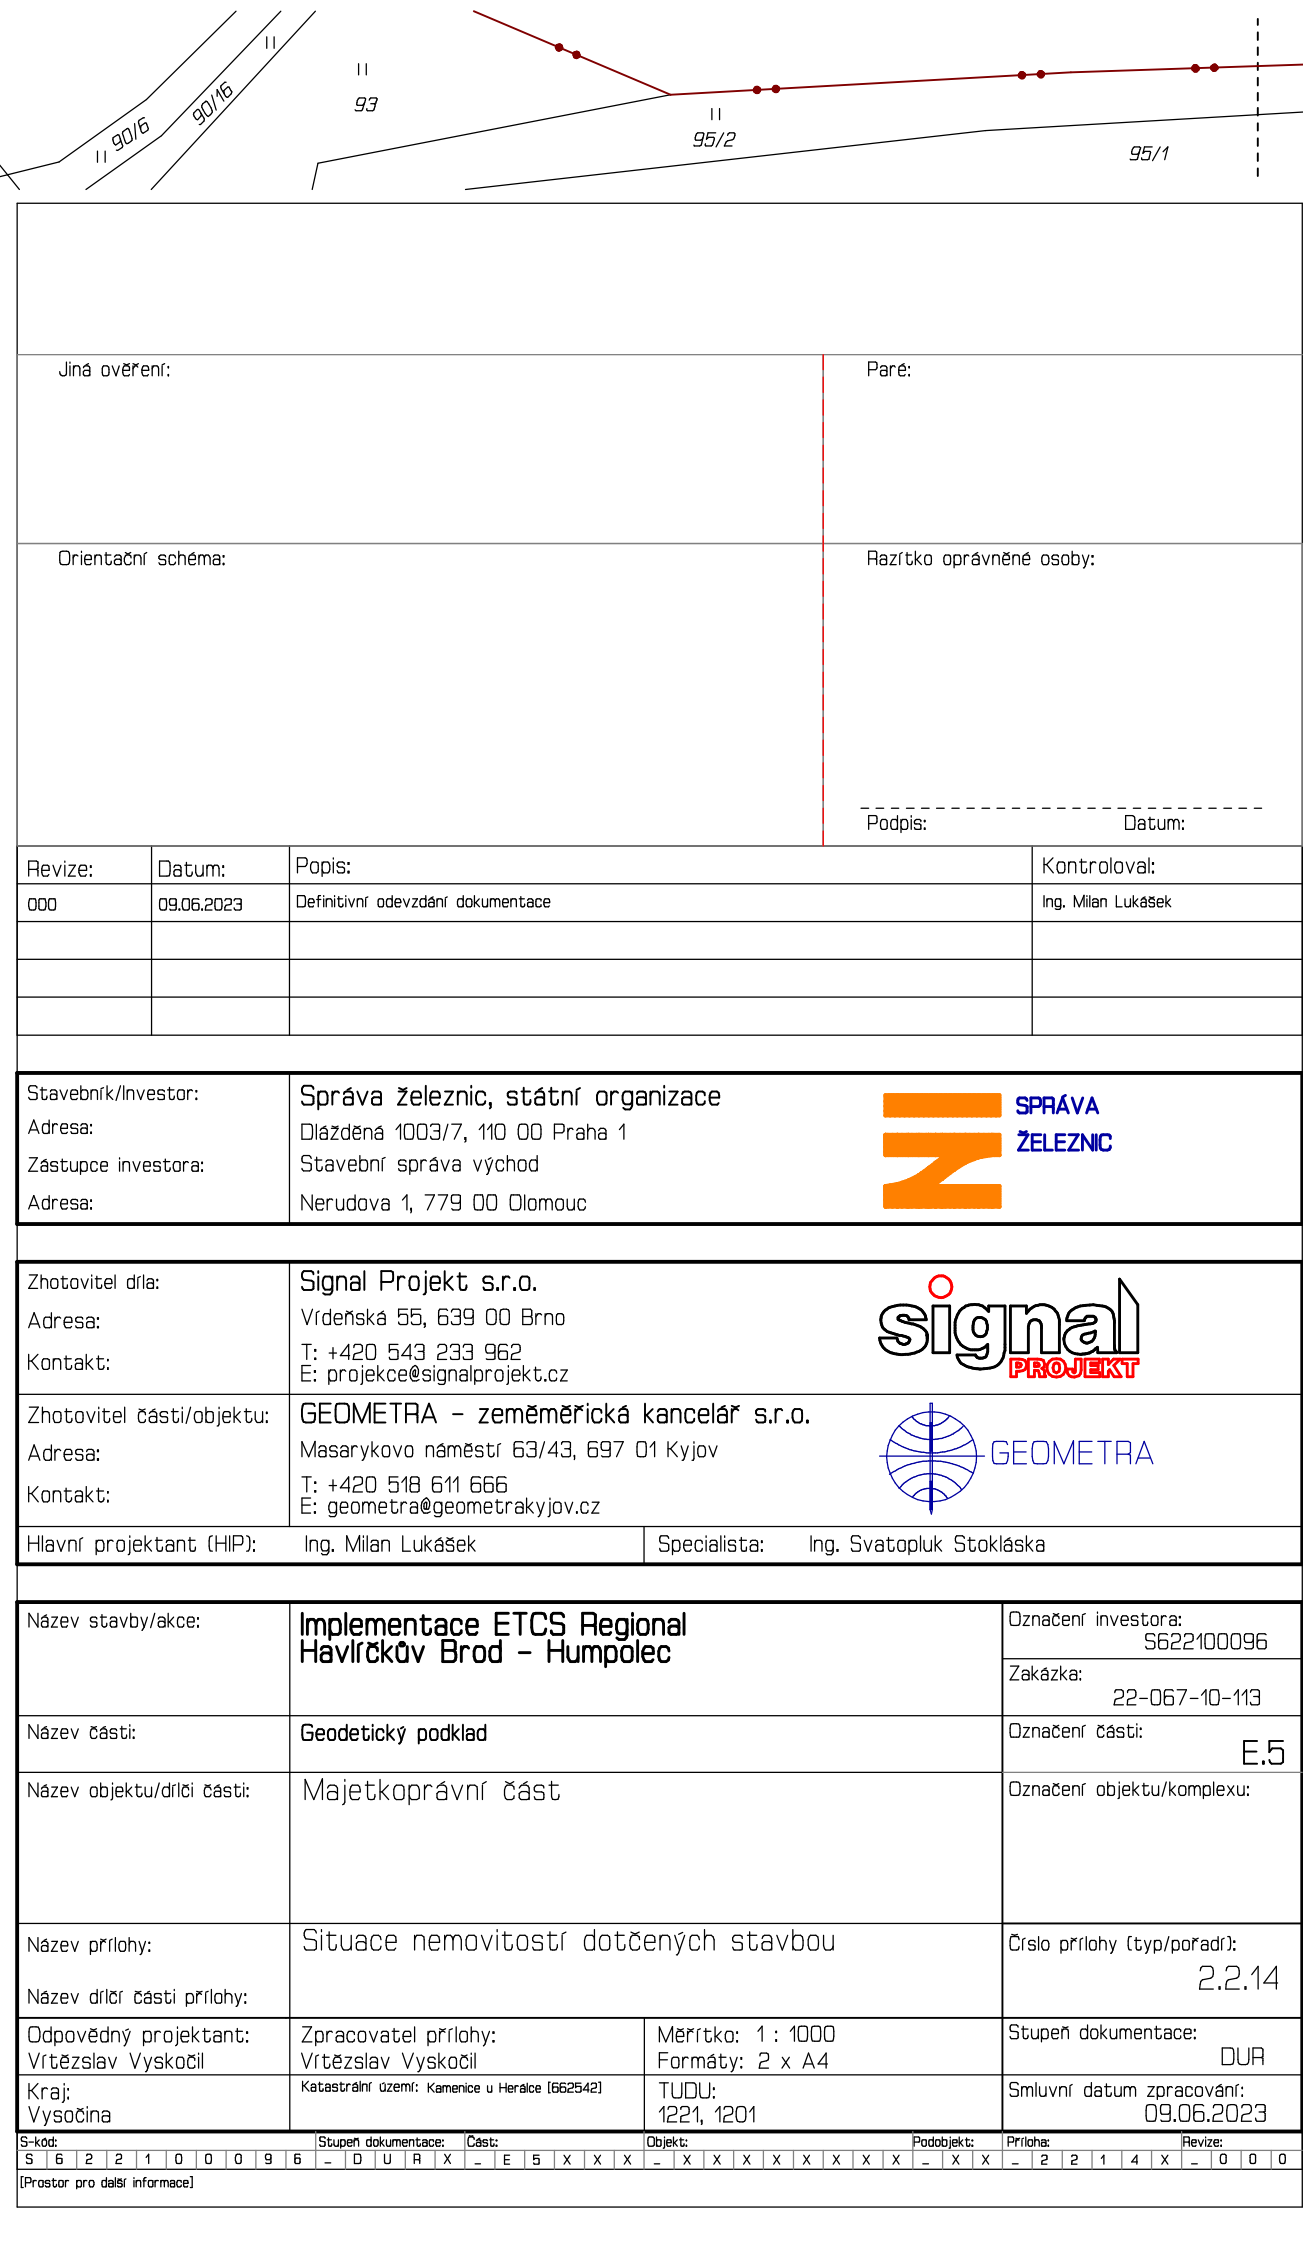 90/6
90/16
93
95/2
95/1
Jiná ověření:
Paré:
Orientační schéma:
Razítko oprávněné osoby:
Podpis: Datum:
Revize: Datum: Popis: Kontroloval:
000 09.06.2023 Definitivní odevzdání dokumentace Ing. Milan Lukášek
Stavebník/Investor: Správa železnic, státní organizace
Adresa: Dlážděná 1003/7, 110 00 Praha 1
Zástupce investora: Stavební správa východ
Adresa: Nerudova 1, 779 00 Olomouc
SPRÁVA
ŽELEZNIC
Zhotovitel díla: Signal Projekt s.r.o.
Adresa: Vídeňská 55, 639 00 Brno
Kontakt: T: +420 543 233 962
E: projekce@signalprojekt.cz
signal
PROJEKT
Zhotovitel části/objektu: GEOMETRA - zeměměřická kancelář s.r.o.
Adresa: Masarykovo náměstí 63/43, 697 01 Kyjov
Kontakt: T: +420 518 611 666
E: geometra@geometrakyjov.cz
GEOMETRA
Hlavní projektant (HIP): Ing. Milan Lukášek Specialista: Ing. Svatopluk Stokláska
Název stavby/akce: Implementace ETCS Regional
Havlíčkův Brod - Humpolec
Označení investora:
S622100096
Zakázka:
22-067-10-113
Název části: Geodetický podklad
Označení části:
E.5
Název objektu/dílči části: Majetkoprávní část
Označení objektu/komplexu:
Název přílohy: Situace nemovitostí dotčených stavbou
Číslo přílohy (typ/pořadí):
2.2.14
Název dílčí části přílohy:
Odpovědný projektant: Zpracovatel přílohy: Měřítko: 1 : 1000 Stupeň dokumentace:
Vítězslav Vyskočil Vítězslav Vyskočil Formáty: 2 x A4 DUR
Kraj: Katastrální území: Kamenice u Herálce [662542] TUDU: Smluvní datum zpracování:
Vysočina 1221, 1201 09.06.2023
S-kód: Stupeň dokumentace: Část: Objekt: Podobjekt: Příloha: Revize:
S 6 2 2 1 0 0 0 9 6 _ D U R X _ E 5 X X X _ X X X X X X X X _ X X _ 2 2 1 4 X _ 0 0 0
[Prostor pro další informace]